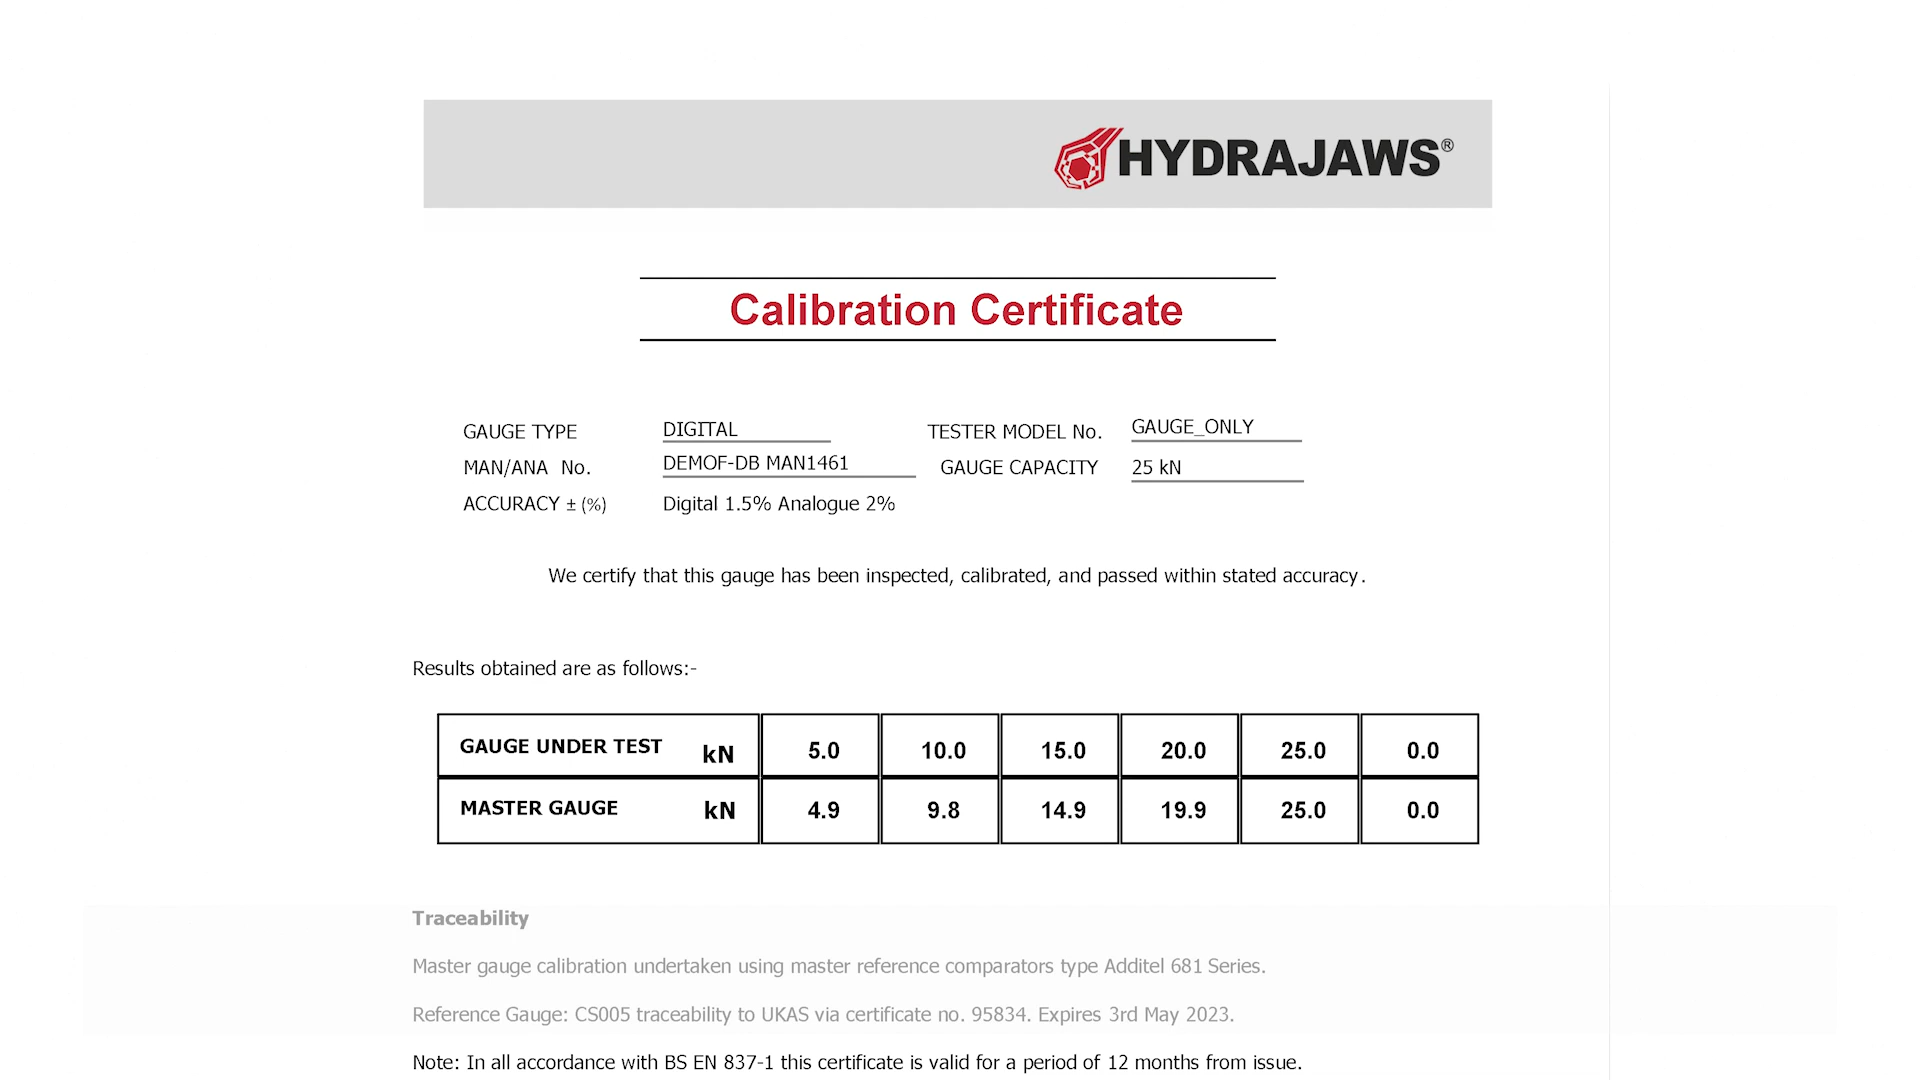 HYDRAJAWS®
Calibration Certificate
GAUGE TYPE DIGITAL TESTER MODEL No. GAUGE_ONLY
MAN/ANA No. DEMOF-DB MAN1461 GAUGE CAPACITY 25 kN
ACCURACY ± (%) Digital 1.5% Analogue 2%
We certify that this gauge has been inspected, calibrated, and passed within stated accuracy.
Results obtained are as follows:-
GAUGE UNDER TEST kN 5.0 10.0 15.0 20.0 25.0 0.0
MASTER GAUGE kN 4.9 9.8 14.9 19.9 25.0 0.0
Traceability
Master gauge calibration undertaken using master reference comparators type Additel 681 Series.
Reference Gauge: CS005 traceability to UKAS via certificate no. 95834. Expires 3rd May 2023.
Note: In all accordance with BS EN 837-1 this certificate is valid for a period of 12 months from issue.